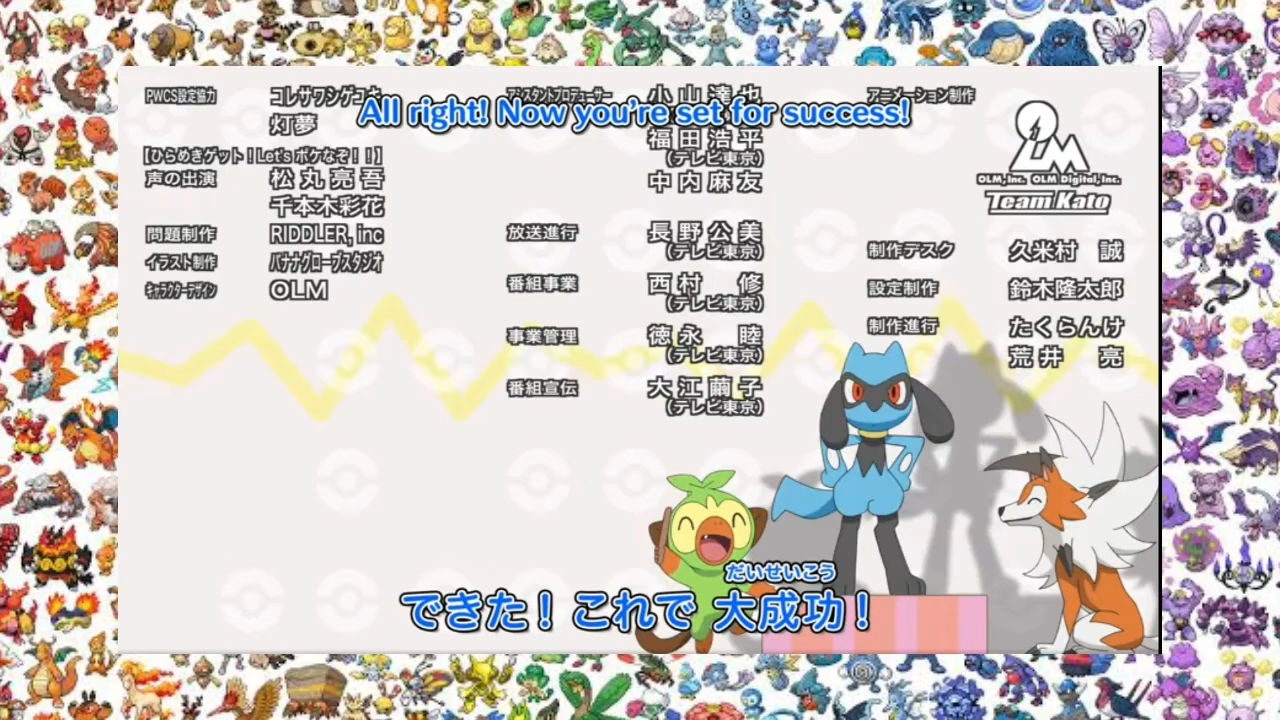 PWCS設定協力 コレサワシゲユキ
灯夢
【ひらめきゲット！Let'sポケなぞ！！】
声の出演 松丸亮吾
千本木彩花
問題制作 RIDDLER, inc
イラスト制作 バナナグローブスタジオ
キャラクターデザイン OLM
アシスタントプロデューサー 小山達也
All right! Now you're set for success!
福田浩平
（テレビ東京）
中内麻友
放送進行 長野公美
（テレビ東京）
番組事業 西村 修
（テレビ東京）
事業管理 徳永 睦
（テレビ東京）
番組宣伝 大江繭子
（テレビ東京）
アニメーション制作
OLM
OLM, Inc. OLM Digital, Inc.
Team Kato
制作デスク 久米村 誠
設定制作 鈴木隆太郎
制作進行 たくらんけ
荒井 亮
だいせいこう
できた！これで 大成功！